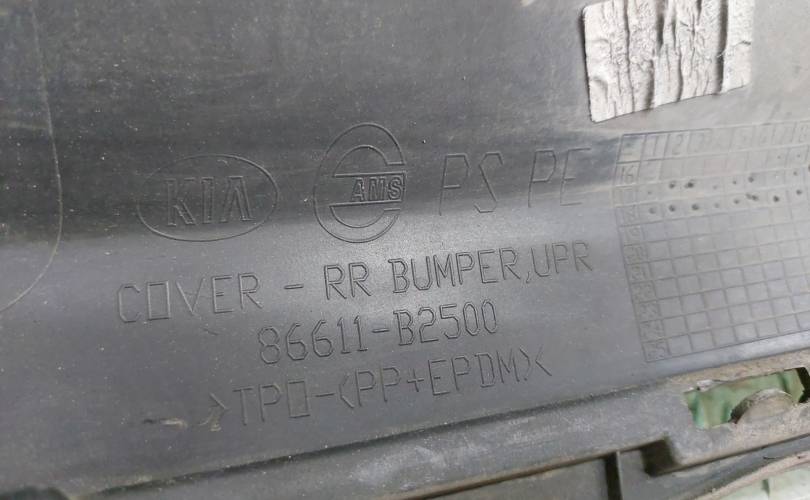 KIA AMS PS PE
COVER - RR BUMPER,UPR
86611-B2500
>TPO-<PP+EPDM><